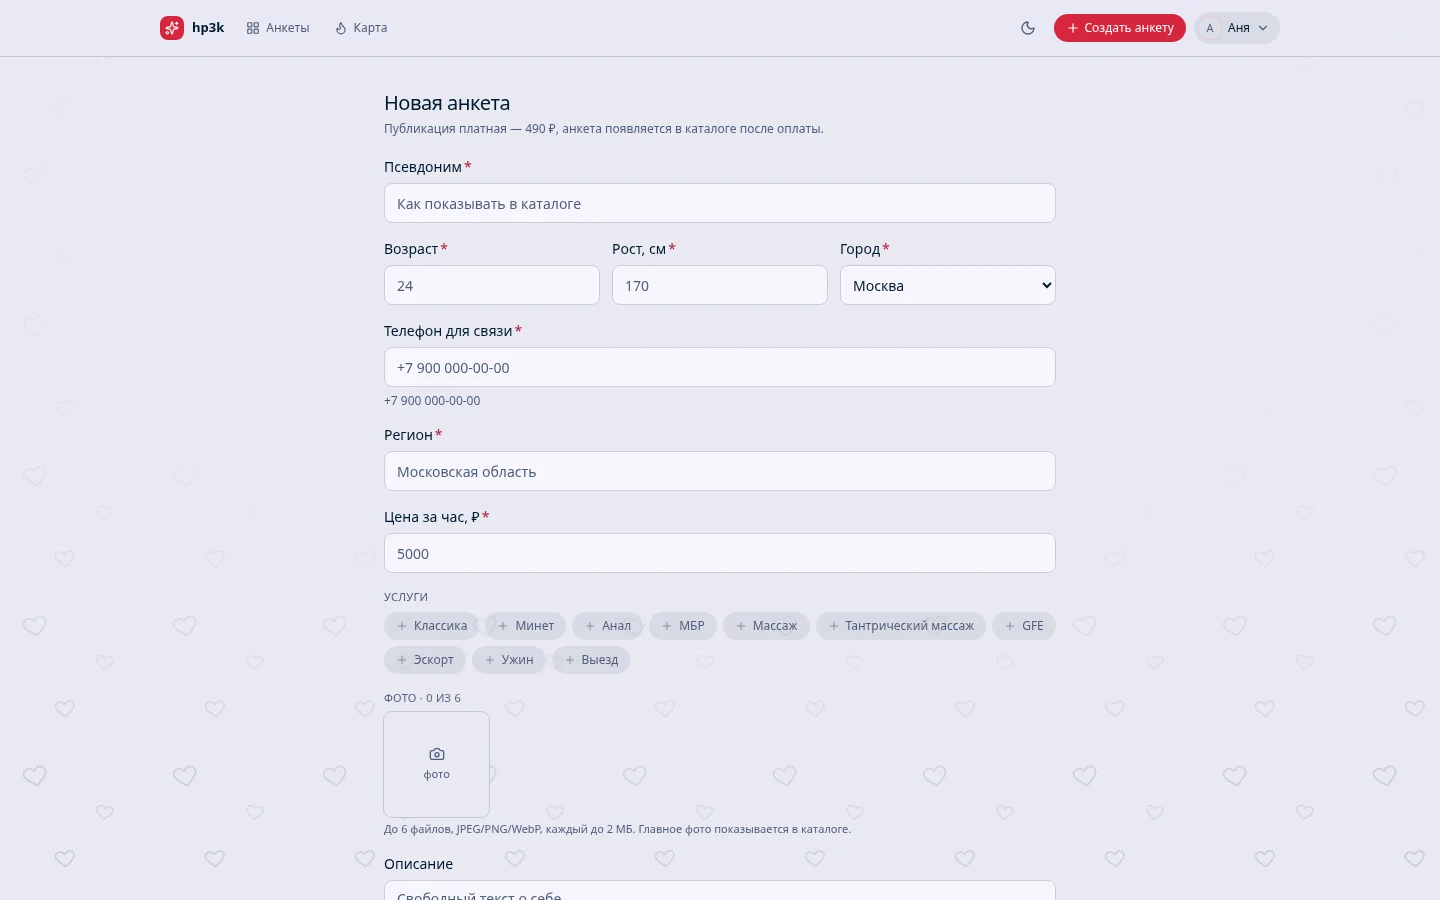 hp3k
Анкеты
Карта
Создать анкету
А
Аня
Новая анкета
Публикация платная — 490 ₽, анкета появляется в каталоге после оплаты.
Псевдоним *
Как показывать в каталоге
Возраст *
Рост, см *
Город *
24
170
Москва
Телефон для связи *
+7 900 000-00-00
+7 900 000-00-00
Регион *
Московская область
Цена за час, ₽ *
5000
УСЛУГИ
+ Классика + Минет + Анал + МБР + Массаж + Тантрический массаж + GFE
+ Эскорт + Ужин + Выезд
ФОТО · 0 ИЗ 6
фото
До 6 файлов, JPEG/PNG/WebP, каждый до 2 МБ. Главное фото показывается в каталоге.
Описание
Свободный текст о себе